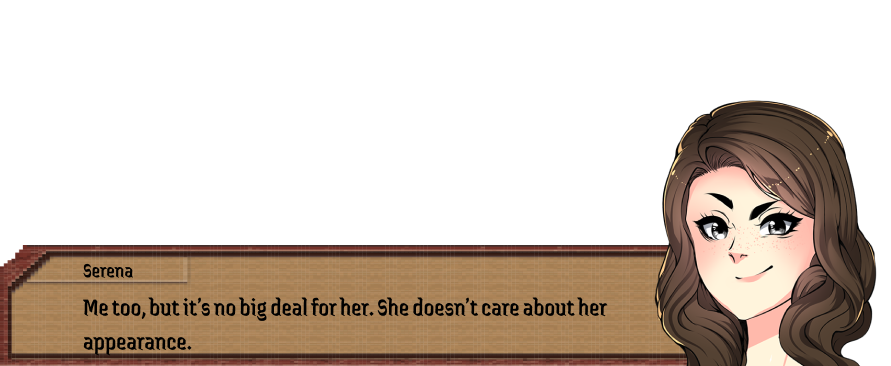 Serena
Me too, but it's no big deal for her. She doesn't care about her
appearance.